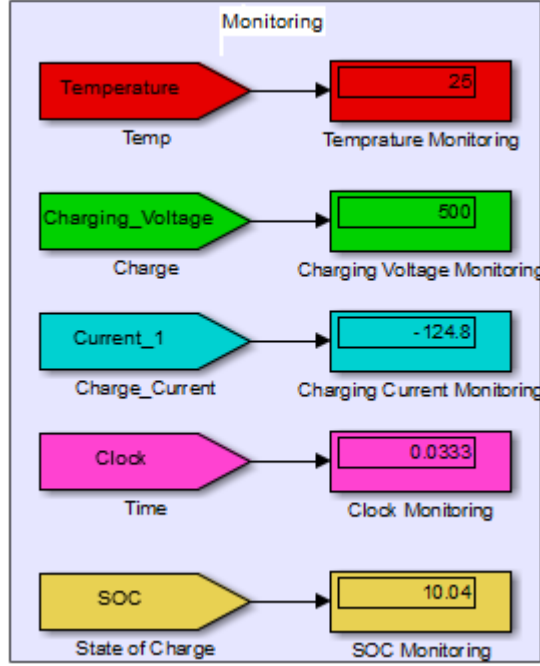 Monitoring
Temperature
25
Temp
Temprature Monitoring
Charging_Voltage
500
Charge
Charging Voltage Monitoring
Current_1
-124.8
Charge_Current
Charging Current Monitoring
Clock
0.0333
Time
Clock Monitoring
SOC
10.04
State of Charge
SOC Monitoring